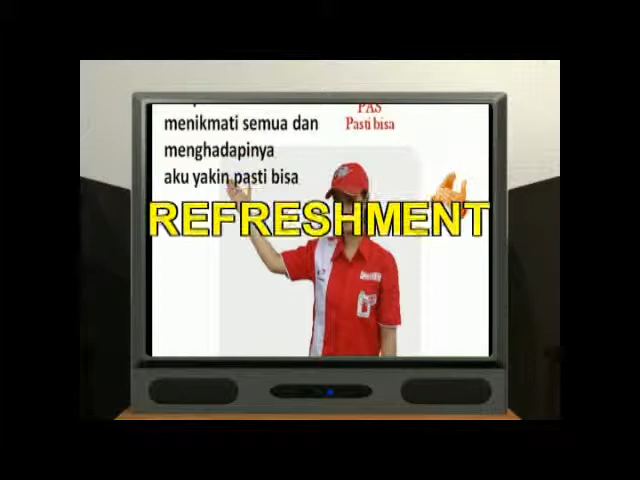 PAS
menikmati semua dan
Pasti bisa
menghadapinya
aku yakin pasti bisa
REFRESHMENT